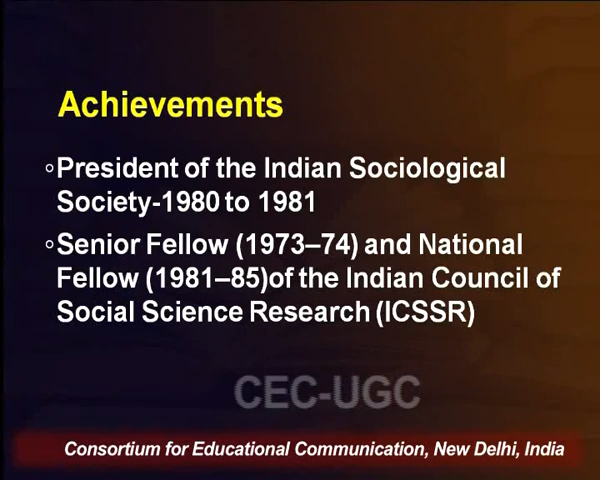 Achievements
◦President of the Indian Sociological
Society-1980 to 1981
◦Senior Fellow (1973–74) and National
Fellow (1981–85)of the Indian Council of
Social Science Research (ICSSR)
CEC-UGC
Consortium for Educational Communication, New Delhi, India